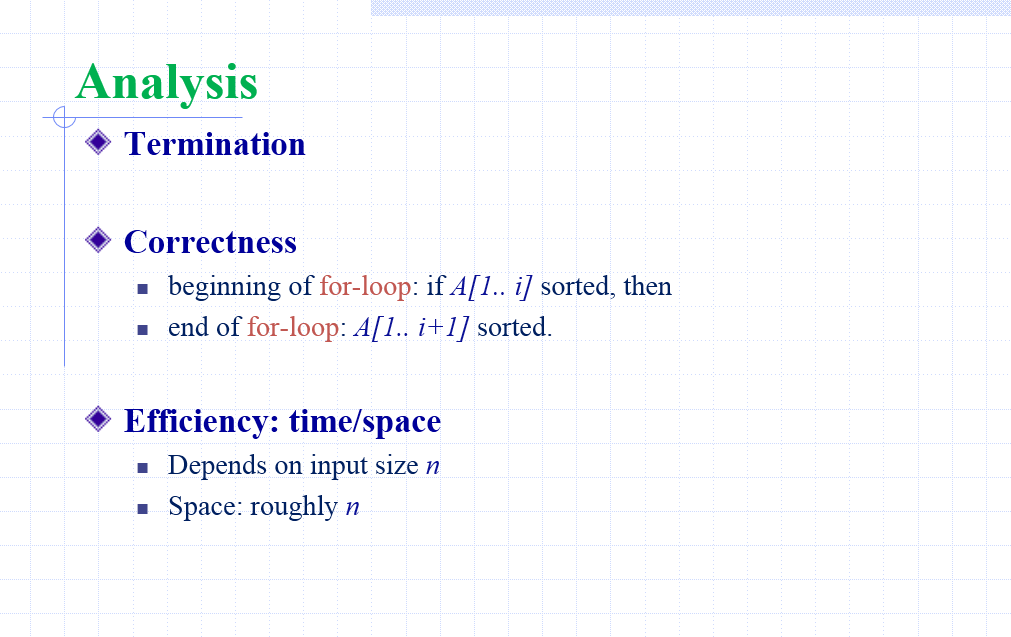 Analysis
Termination
Correctness
beginning of for-loop: if A[1.. i] sorted, then
end of for-loop: A[1.. i+1] sorted.
Efficiency: time/space
Depends on input size n
Space: roughly n